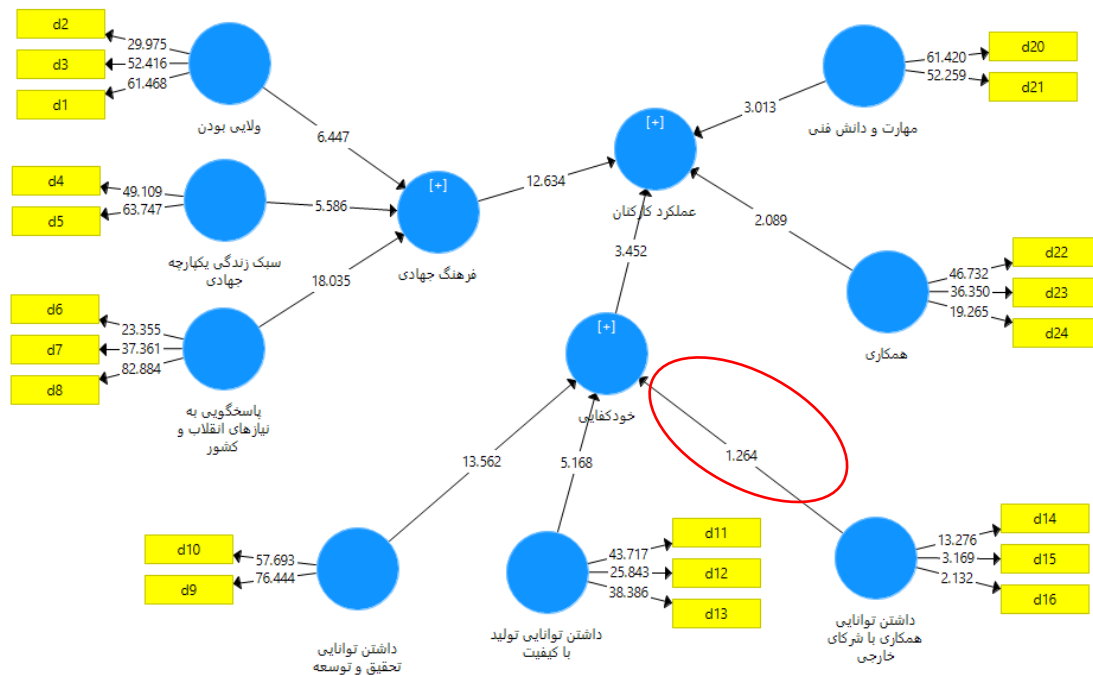 d2
d3
d1
29.975
52.416
61.468
ولایی بودن
6.447
d4
d5
49.109
63.747
سبک زندگی یکپارچه
جهادی
5.586
d6
d7
d8
23.355
37.361
82.884
پاسخگویی به
نیازهای انقلاب و
کشور
18.035
[+]
فرهنگ جهادی
12.634
[+]
عملکرد کارکنان
3.452
d20
d21
61.420
52.259
مهارت و دانش فنی
3.013
2.089
d22
d23
d24
46.732
36.350
19.265
همکاری
[+]
خودکفایی
13.562
5.168
1.264
d10
d9
57.693
76.444
داشتن توانایی
تحقیق و توسعه
d11
d12
d13
43.717
25.843
38.386
داشتن توانایی تولید
با کیفیت
d14
d15
d16
13.276
3.169
2.132
داشتن توانایی
همکاری با شرکای
خارجی